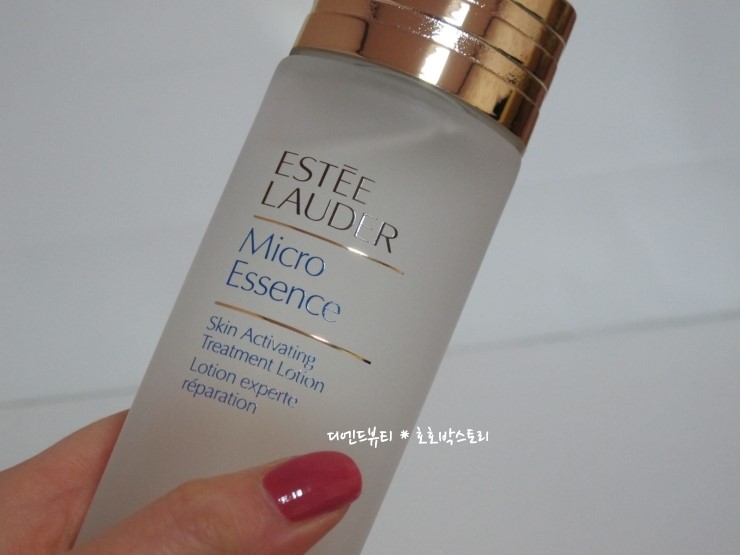 ESTĒE
LAUDER
Micro
Essence
Skin Activating
Treatment Lotion
Lotion experte
réparation
디엔드뷰티 * 호호박스토리